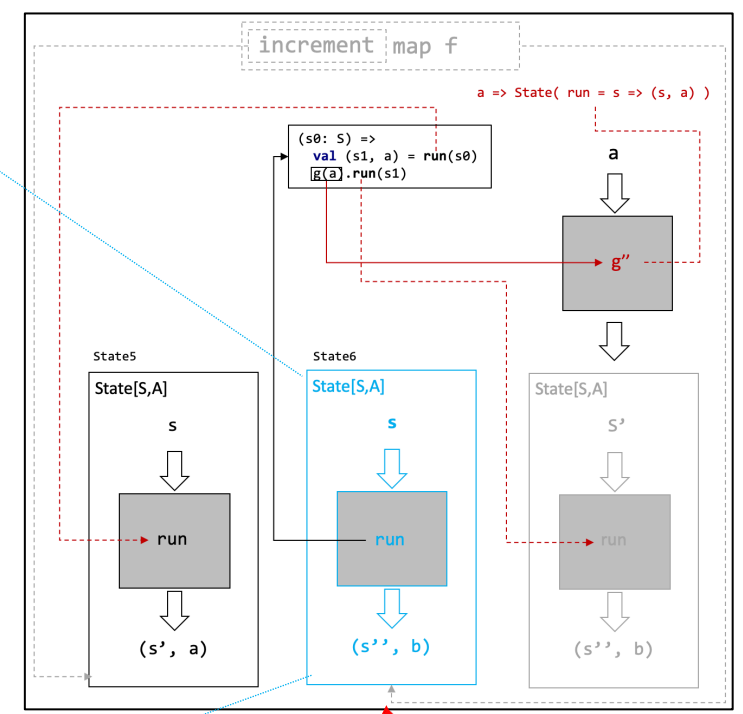 increment map f
a => State( run = s => (s, a) )
(s0: S) =>
val (s1, a) = run(s0)
g(a).run(s1)
a
g’’
State5
State6
State[S,A]
State[S,A]
State[S,A]
s
s
S’
run
run
run
(s’, a)
(s’’, b)
(s’’, b)